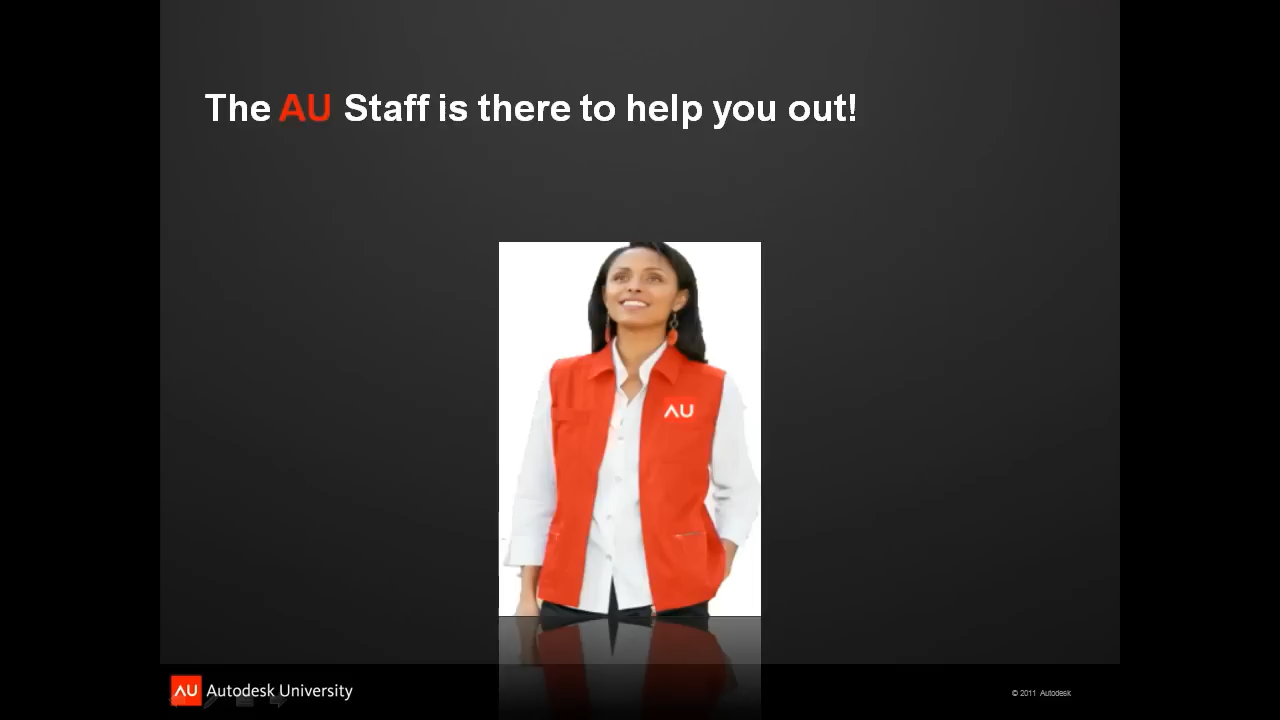 The AU Staff is there to help you out!
AU
AU Autodesk University
© 2011 Autodesk